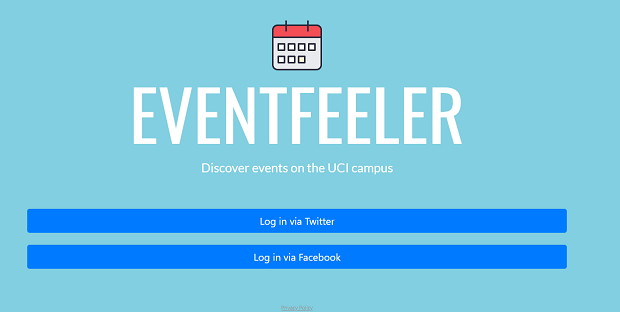 EVENTFEELER
Discover events on the UCI campus
Log in via Twitter
Log in via Facebook
Privacy Policy